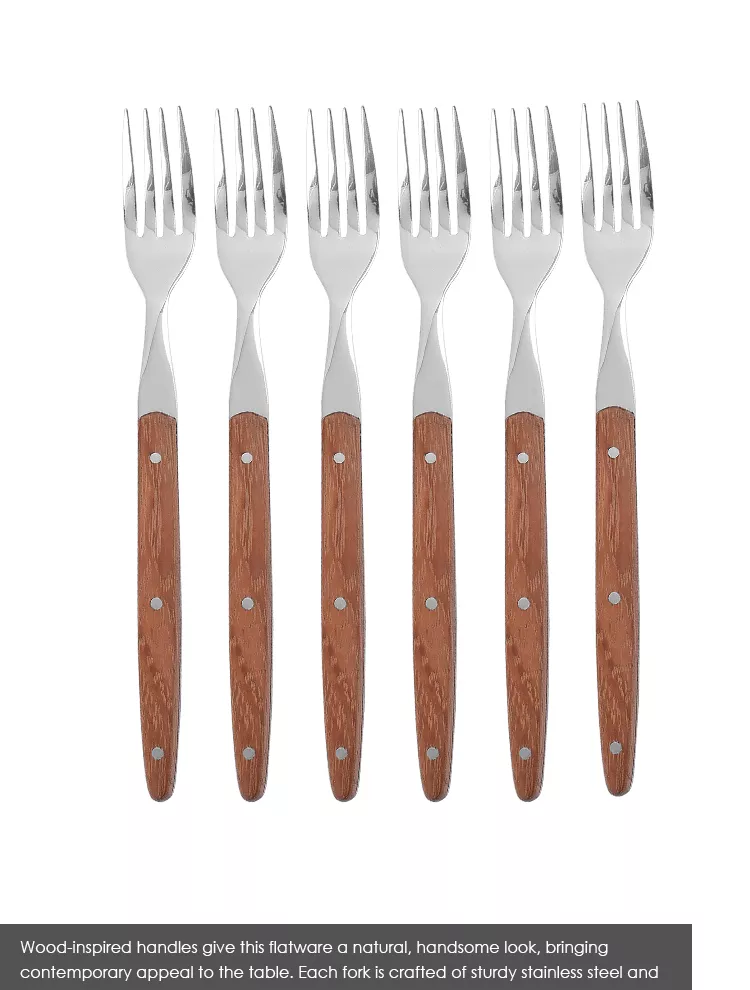 Wood-inspired handles give this flatware a natural, handsome look, bringing
contemporary appeal to the table. Each fork is crafted of sturdy stainless steel and